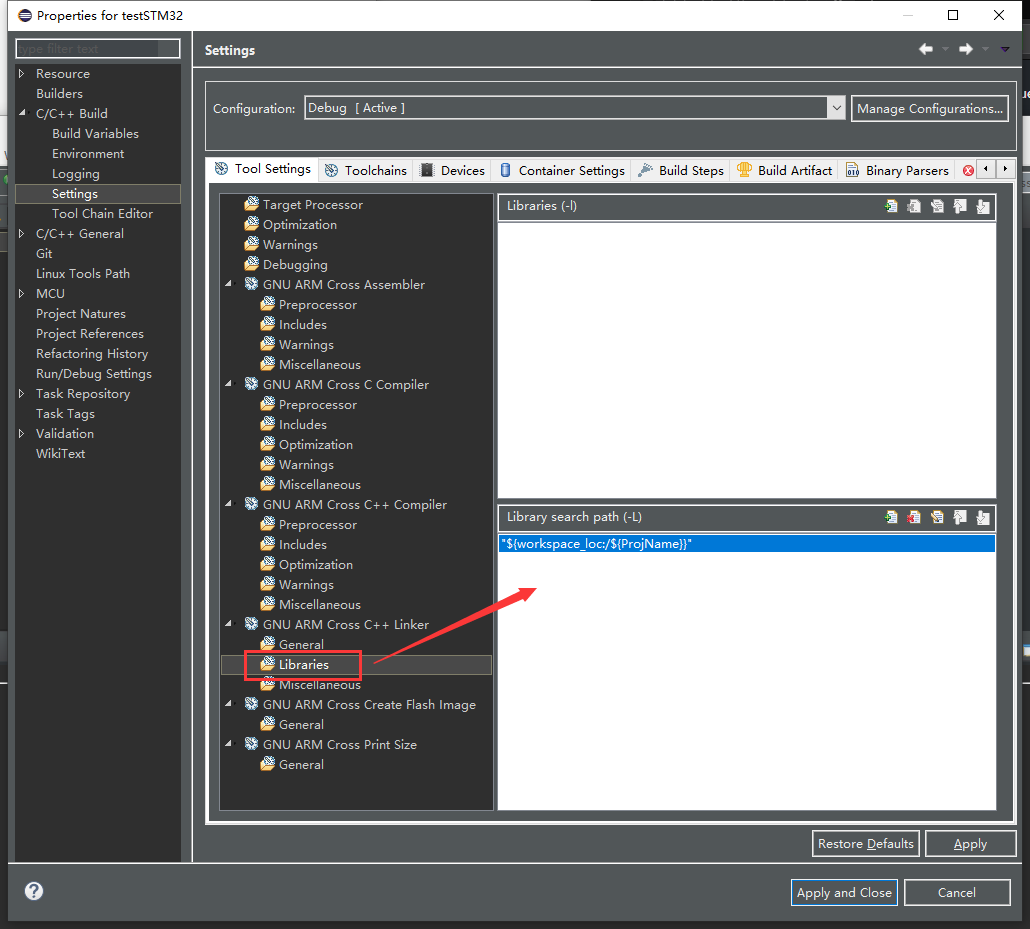 Properties for testSTM32
type filter text
Resource
Builders
C/C++ Build
Build Variables
Environment
Logging
Settings
Tool Chain Editor
C/C++ General
Git
Linux Tools Path
MCU
Project Natures
Project References
Refactoring History
Run/Debug Settings
Task Repository
Task Tags
Validation
WikiText
Settings
Configuration: Debug [ Active ] Manage Configurations...
Tool Settings Toolchains Devices Container Settings Build Steps Build Artifact Binary Parsers
Target Processor
Optimization
Warnings
Debugging
GNU ARM Cross Assembler
Preprocessor
Includes
Warnings
Miscellaneous
GNU ARM Cross C Compiler
Preprocessor
Includes
Optimization
Warnings
Miscellaneous
GNU ARM Cross C++ Compiler
Preprocessor
Includes
Optimization
Warnings
Miscellaneous
GNU ARM Cross C++ Linker
General
Libraries
Miscellaneous
GNU ARM Cross Create Flash Image
General
GNU ARM Cross Print Size
General
Libraries (-l)
Library search path (-L)
"${workspace_loc:/${ProjName}}"
Restore Defaults Apply
Apply and Close Cancel